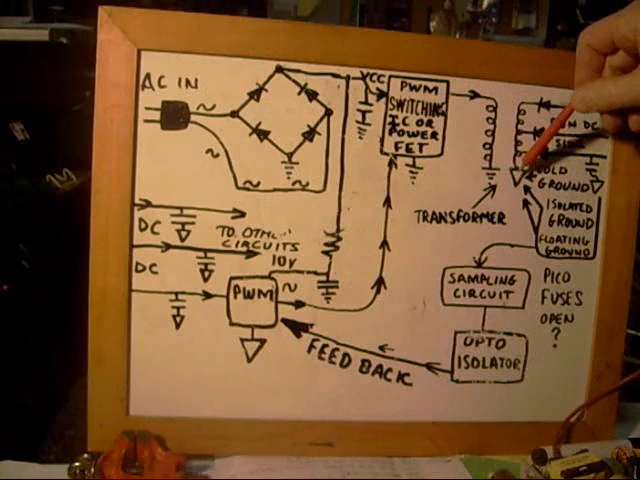 AC IN
~
~
~
~
VCC
PWM
SWITCHING
IC OR
POWER
FET
DC
SIDE
COLD
GROUND
ISOLATED
GROUND
FLOATING
GROUND
TRANSFORMER
DC
TO OTHER
CIRCUITS
DC
10V
~
PWM
SAMPLING
CIRCUIT
PICO
FUSES
OPEN
?
OPTO
ISOLATOR
FEED BACK